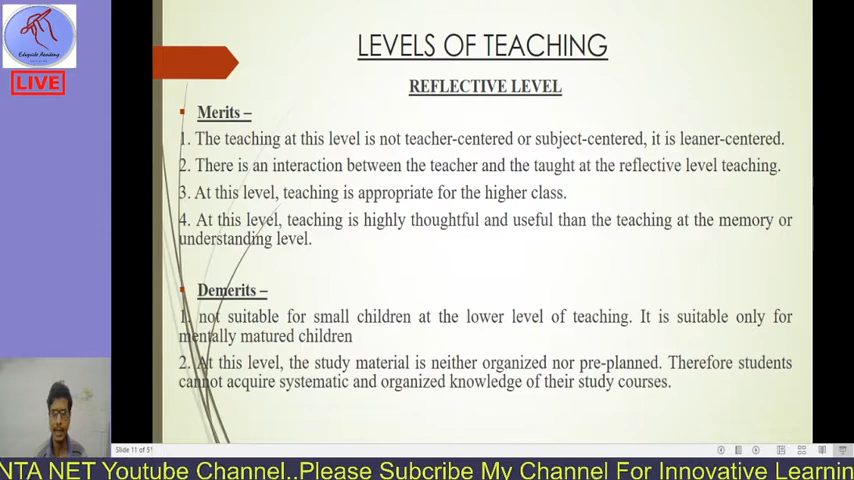 Eduquik Academy
LIVE
LEVELS OF TEACHING
REFLECTIVE LEVEL
Merits –
1. The teaching at this level is not teacher-centered or subject-centered, it is leaner-centered.
2. There is an interaction between the teacher and the taught at the reflective level teaching.
3. At this level, teaching is appropriate for the higher class.
4. At this level, teaching is highly thoughtful and useful than the teaching at the memory or
understanding level.
Demerits –
1. not suitable for small children at the lower level of teaching. It is suitable only for
mentally matured children
2. At this level, the study material is neither organized nor pre-planned. Therefore students
cannot acquire systematic and organized knowledge of their study courses.
Slide 11 of 51
NTA NET Youtube Channel..Please Subcribe My Channel For Innovative Learnin